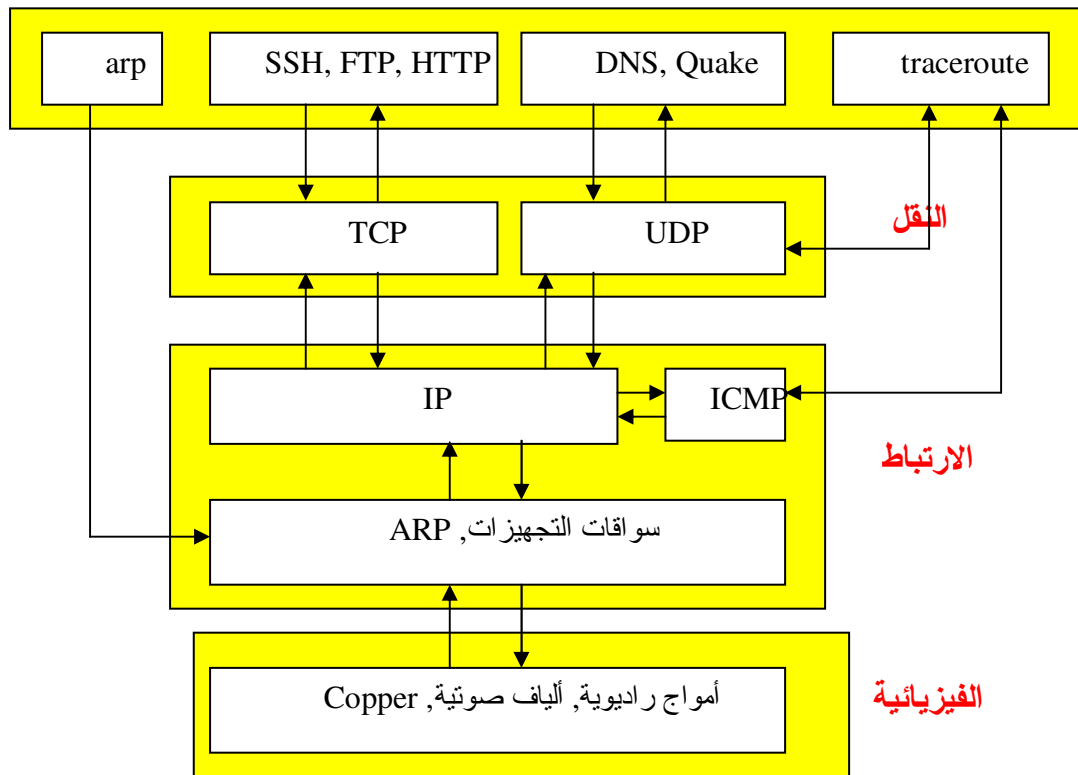 arp
SSH, FTP, HTTP
DNS, Quake
traceroute
TCP
UDP
النقل
IP
ICMP
الارتباط
سواقات التجهيزات, ARP
أمواج راديوية, ألياف صوتية, Copper
الفيزيائية